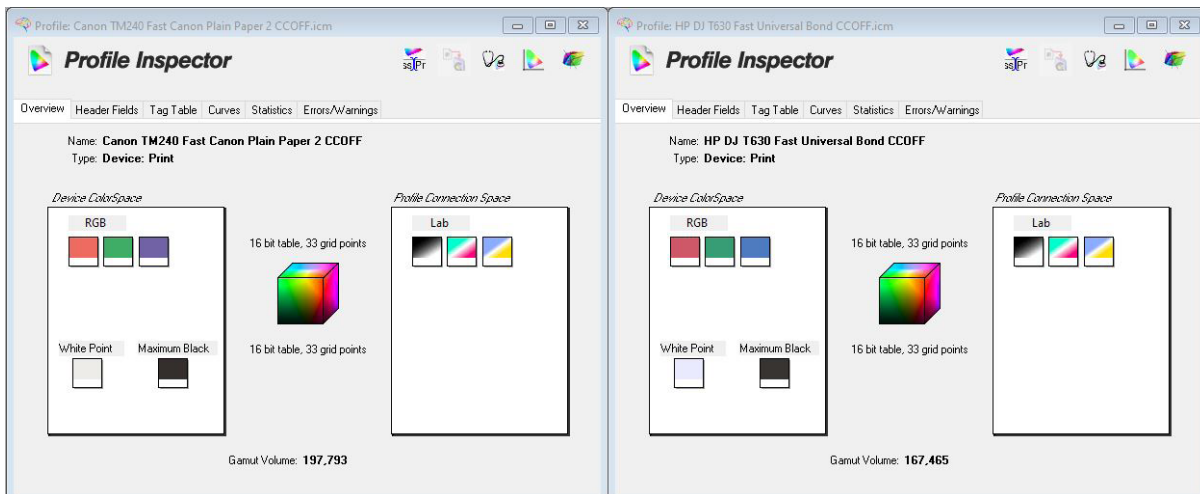 Profile: Canon TM240 Fast Canon Plain Paper 2 CCOFF.icm
Profile Inspector
ssPr
Overview Header Fields Tag Table Curves Statistics Errors/Warnings
Name: Canon TM240 Fast Canon Plain Paper 2 CCOFF
Type: Device: Print
Device ColorSpace
Profile Connection Space
RGB
Lab
16 bit table, 33 grid points
White Point
Maximum Black
16 bit table, 33 grid points
Gamut Volume: 197,793
Profile: HP DJ T630 Fast Universal Bond CCOFF.icm
Profile Inspector
ssPr
Overview Header Fields Tag Table Curves Statistics Errors/Warnings
Name: HP DJ T630 Fast Universal Bond CCOFF
Type: Device: Print
Device ColorSpace
Profile Connection Space
RGB
Lab
16 bit table, 33 grid points
White Point
Maximum Black
16 bit table, 33 grid points
Gamut Volume: 167,465